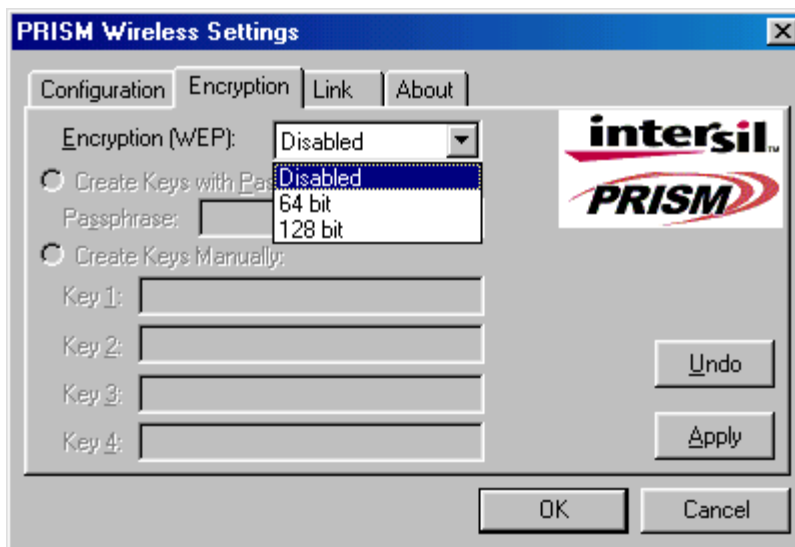 PRISM Wireless Settings
Configuration Encryption Link About
Encryption (WEP): Disabled
Disabled
64 bit
128 bit
Create Keys with
Passphrase:
Create Keys Manually:
Key 1:
Key 2:
Key 3:
Key 4:
intersil TM
PRISM
Undo
Apply
OK Cancel